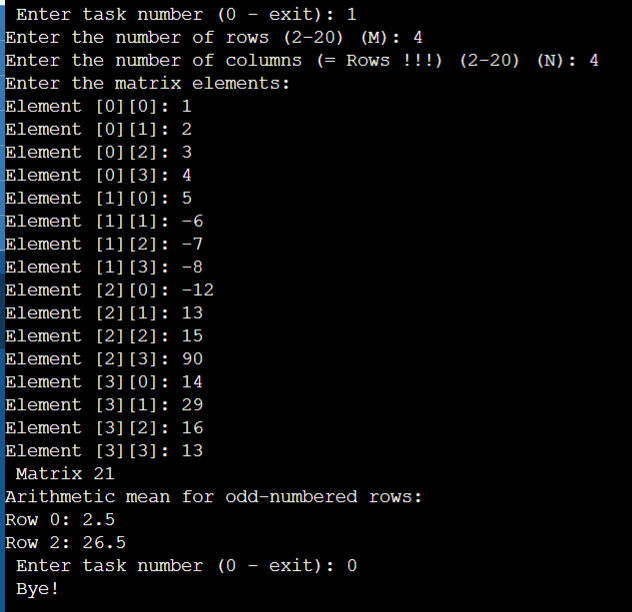 Enter task number (0 - exit): 1
Enter the number of rows (2-20) (M): 4
Enter the number of columns (= Rows !!!) (2-20) (N): 4
Enter the matrix elements:
Element [0][0]: 1
Element [0][1]: 2
Element [0][2]: 3
Element [0][3]: 4
Element [1][0]: 5
Element [1][1]: -6
Element [1][2]: -7
Element [1][3]: -8
Element [2][0]: -12
Element [2][1]: 13
Element [2][2]: 15
Element [2][3]: 90
Element [3][0]: 14
Element [3][1]: 29
Element [3][2]: 16
Element [3][3]: 13
Matrix 21
Arithmetic mean for odd-numbered rows:
Row 0: 2.5
Row 2: 26.5
Enter task number (0 - exit): 0
Bye!